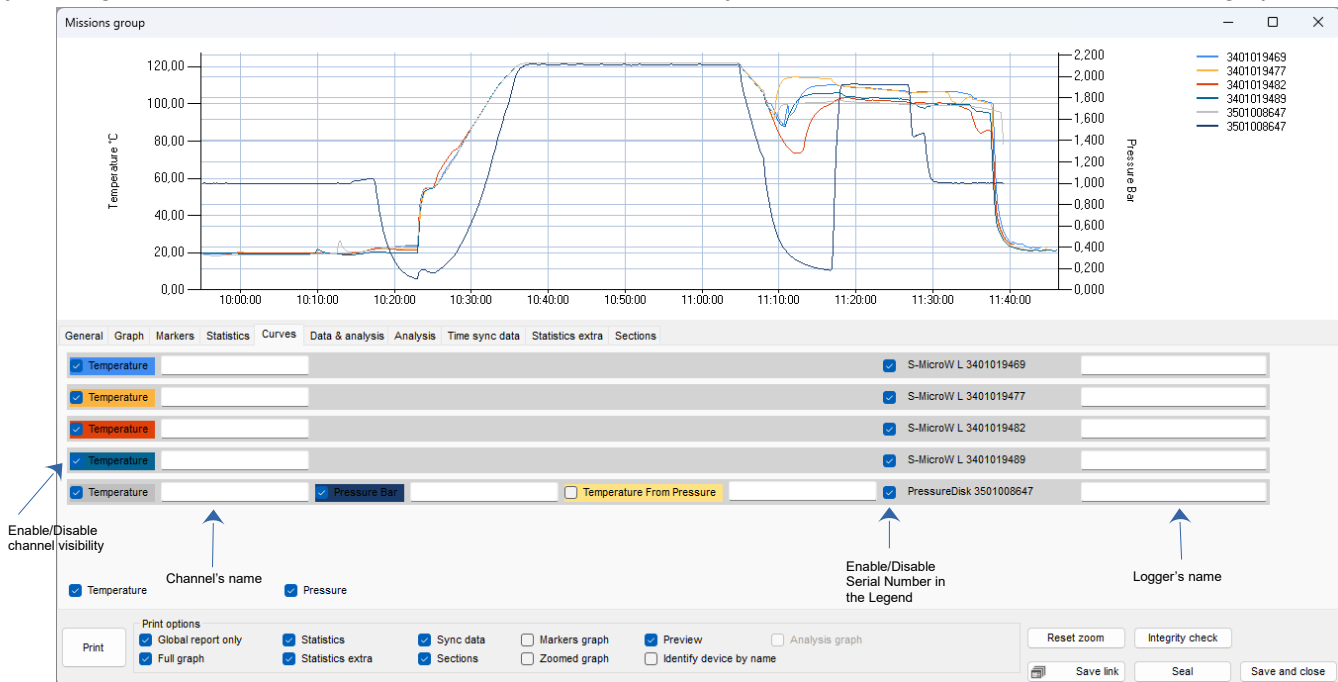 Missions group
120,00
100,00
80,00
60,00
40,00
20,00
0,00
Temperature °C
10:00:00 10:10:00 10:20:00 10:30:00 10:40:00 10:50:00 11:00:00 11:10:00 11:20:00 11:30:00 11:40:00
2,200
2,000
1,800
1,600
1,400
1,200
1,000
0,800
0,600
0,400
0,200
0,000
Pressure Bar
3401019469
3401019477
3401019482
3401019489
3501008647
3501008647
General Graph Markers Statistics Curves Data & analysis Analysis Time sync data Statistics extra Sections
Temperature S-MicroW L 3401019469
Temperature S-MicroW L 3401019477
Temperature S-MicroW L 3401019482
Temperature S-MicroW L 3401019489
Temperature Pressure Bar Temperature From Pressure PressureDisk 3501008647
Enable/Disable
channel visibility
Channel's name
Enable/Disable
Serial Number in
the Legend
Logger's name
Temperature Pressure
Print
Print options
Global report only Statistics Sync data Markers graph Preview Analysis graph
Full graph Statistics extra Sections Zoomed graph Identify device by name
Reset zoom Integrity check
Save link Seal Save and close